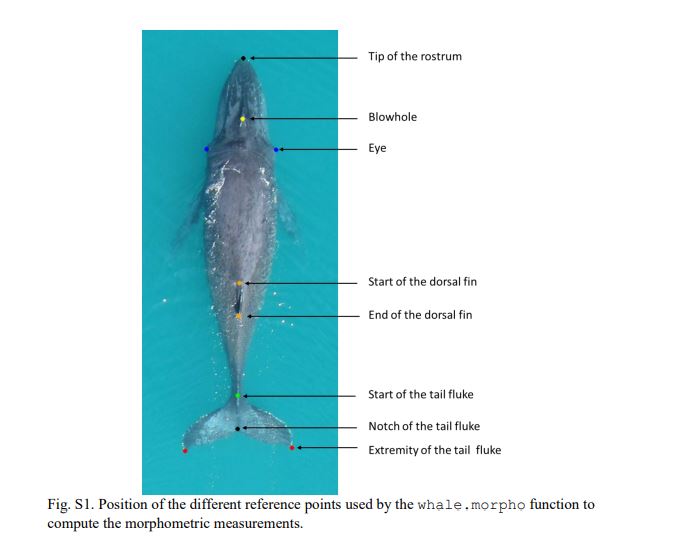 Tip of the rostrum
Blowhole
Eye
Start of the dorsal fin
End of the dorsal fin
Start of the tail fluke
Notch of the tail fluke
Extremity of the tail fluke
Fig. S1. Position of the different reference points used by the whale.morpho function to
compute the morphometric measurements.